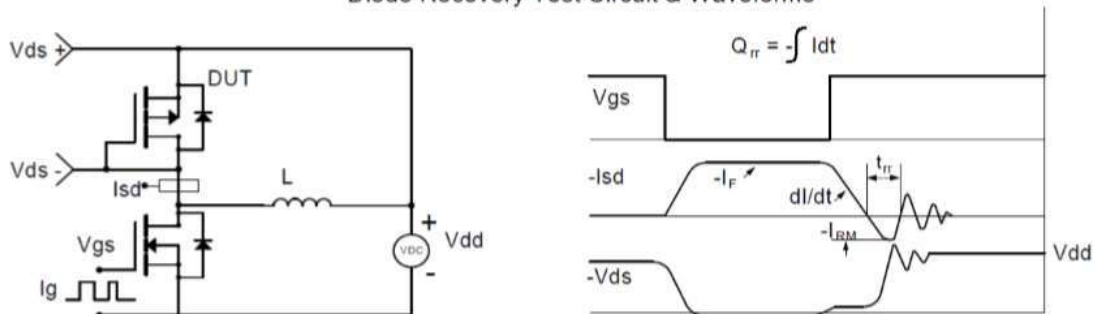 Diode Recovery Test Circuit & Waveforms
Vds +
DUT
Vds -
Isd
L
Vgs
Ig
+
VDC
-
Vdd
Qrr = -∫ Idt
Vgs
-Isd
-IF
dI/dt
trr
-IRM
Vdd
-Vds